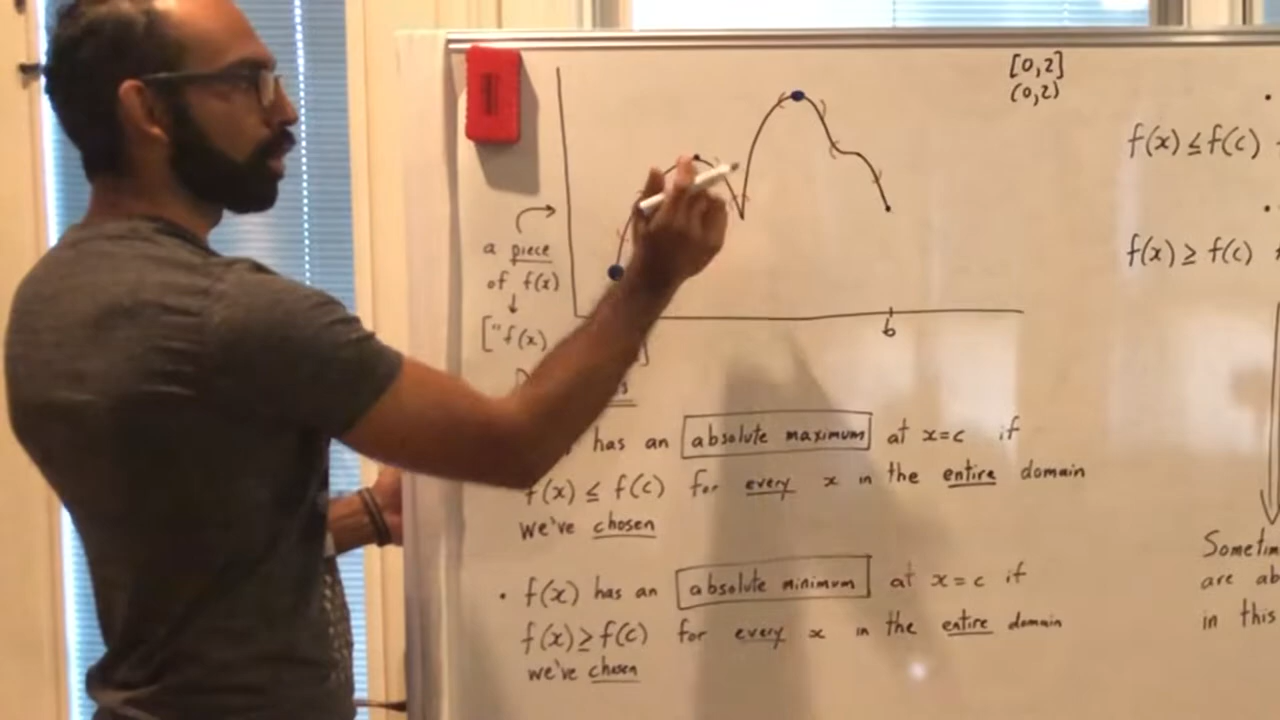 [0,2]
(0,2)
a piece
of f(x)
↓
["f(x)
b
has an absolute maximum at x=c if
f(x) ≤ f(c) for every x in the entire domain
we've chosen
• f(x) has an absolute minimum at x=c if
f(x) ≥ f(c) for every x in the entire domain
we've chosen
•
f(x) ≤ f(c)
•
f(x) ≥ f(c)
are
in this